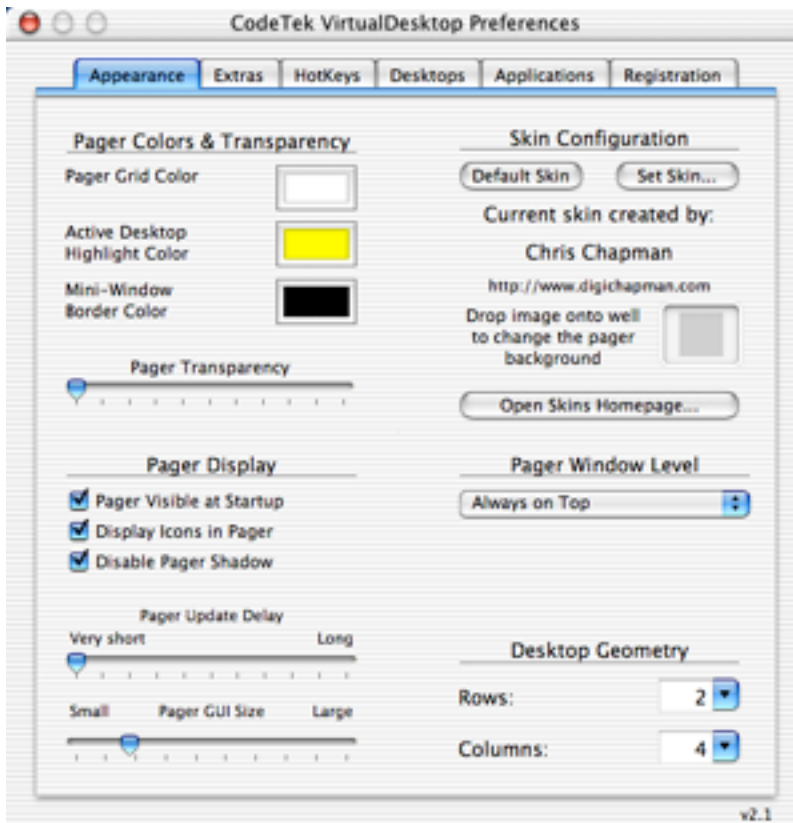 CodeTek VirtualDesktop Preferences
Appearance Extras HotKeys Desktops Applications Registration
Pager Colors & Transparency
Pager Grid Color
Active Desktop
Highlight Color
Mini-Window
Border Color
Pager Transparency
Pager Display
Pager Visible at Startup
Display Icons in Pager
Disable Pager Shadow
Pager Update Delay
Very short Long
Small Pager GUI Size Large
Skin Configuration
Default Skin Set Skin...
Current skin created by:
Chris Chapman
http://www.digichapman.com
Drop image onto well
to change the pager
background
Open Skins Homepage...
Pager Window Level
Always on Top
Desktop Geometry
Rows: 2
Columns: 4
v2.1